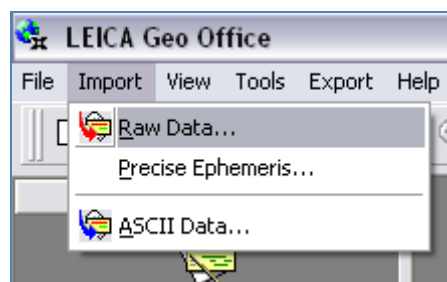 LEICA Geo Office
File Import View Tools Export Help
Raw Data...
Precise Ephemeris...
ASCII Data...